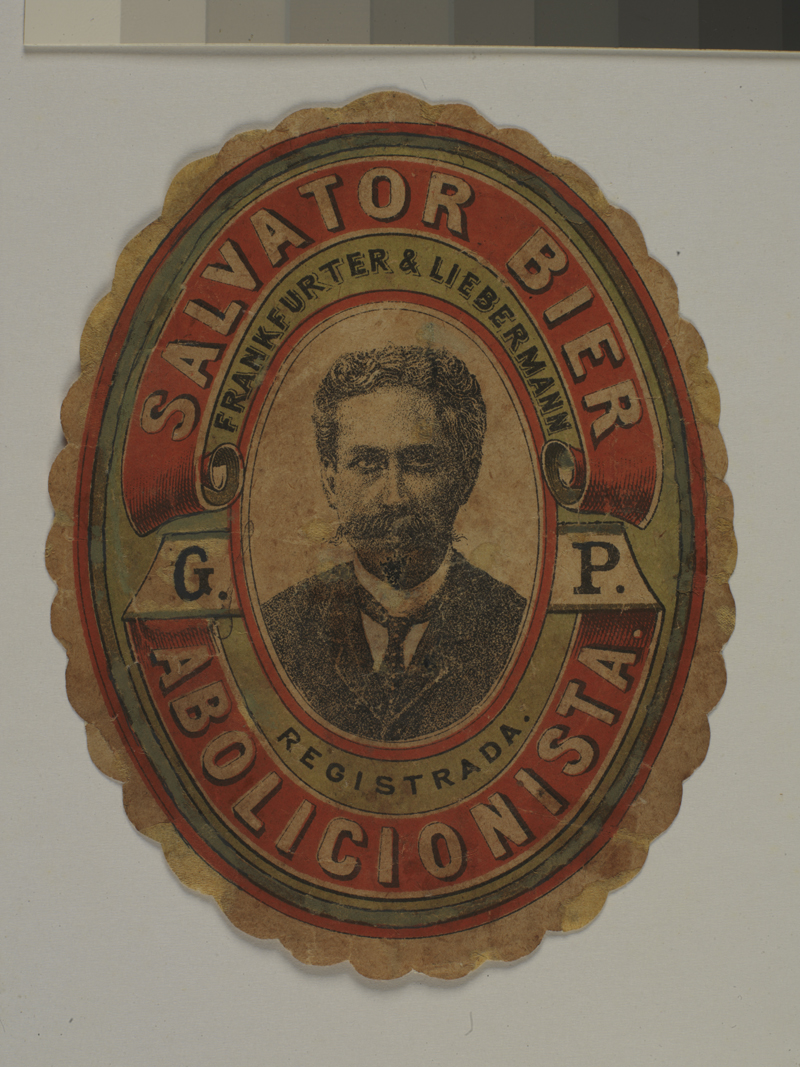 SALVATOR BIER
FRANKFURTER & LIEBERMANN
G. P.
REGISTRADA.
ABOLICIONISTA.